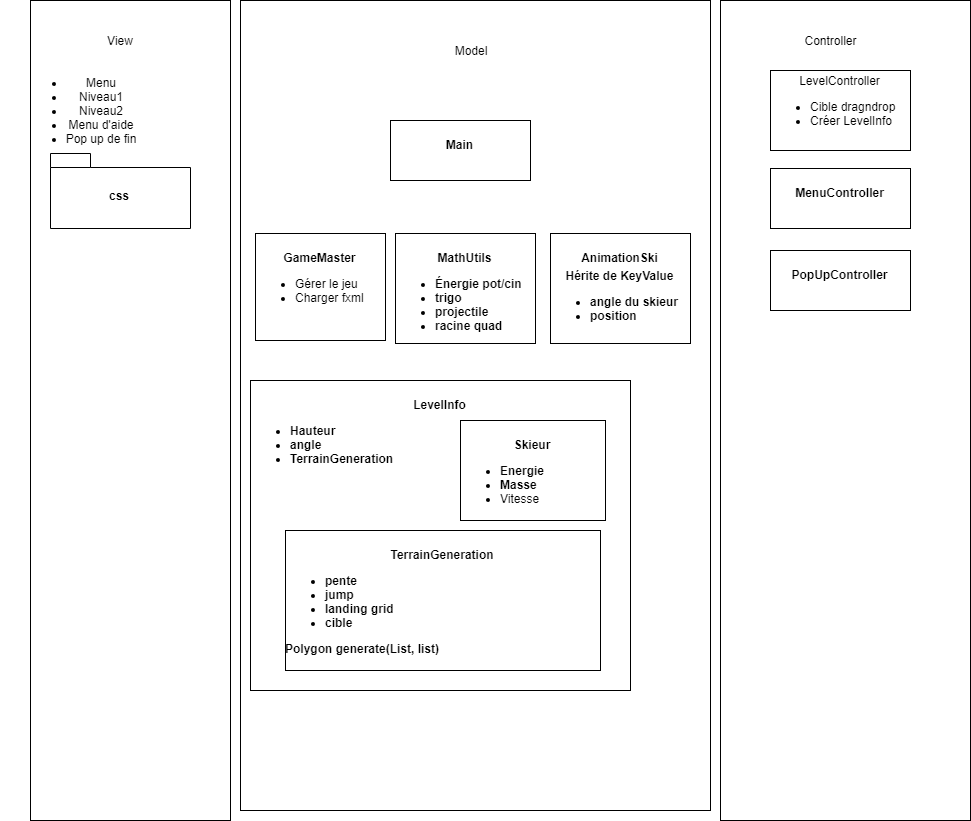 View
Menu
Niveau1
Niveau2
Menu d'aide
Pop up de fin
css
Model
Main
GameMaster
Gérer le jeu
Charger fxml
MathUtils
Énergie pot/cin
trigo
projectile
racine quad
AnimationSki
Hérite de KeyValue
angle du skieur
position
LevelInfo
Hauteur
angle
TerrainGeneration
Skieur
Energie
Masse
Vitesse
TerrainGeneration
pente
jump
landing grid
cible
Polygon generate(List, list)
Controller
LevelController
Cible dragndrop
Créer LevelInfo
MenuController
PopUpController